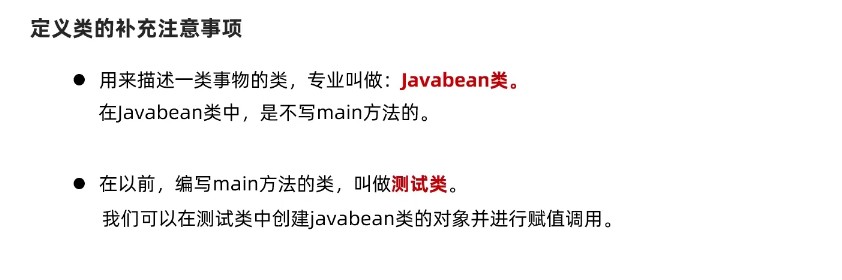 定义类的补充注意事项
● 用来描述一类事物的类，专业叫做：Javabean类。
在Javabean类中，是不写main方法的。
● 在以前，编写main方法的类，叫做测试类。
我们可以在测试类中创建javabean类的对象并进行赋值调用。